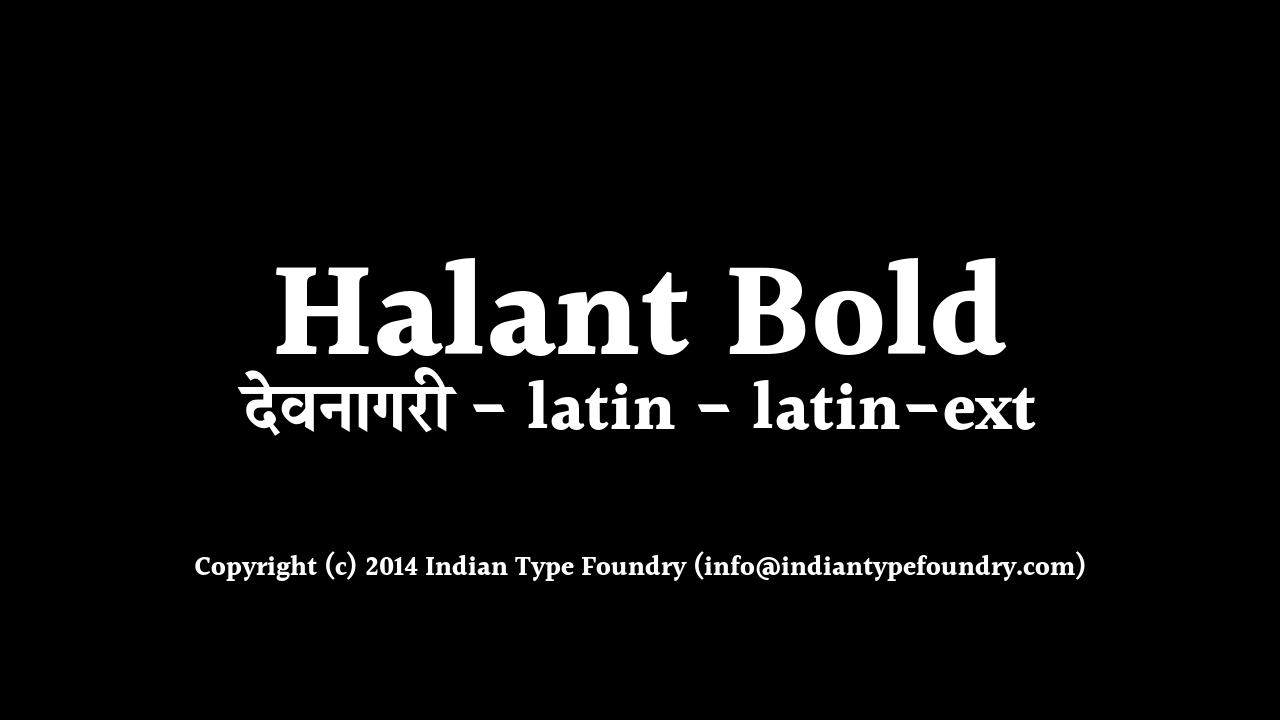 Halant Bold
देवनागरी - latin - latin-ext
Copyright (c) 2014 Indian Type Foundry (info@indiantypefoundry.com)